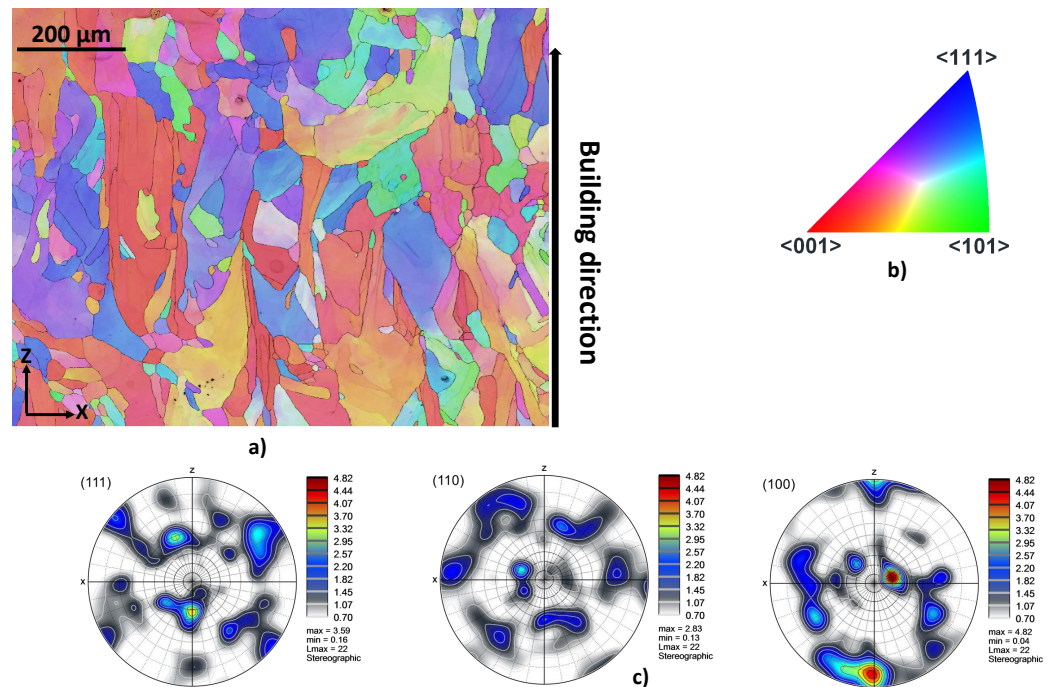 200 µm
Z
X
Building direction
a)
<111>
<001>
<101>
b)
(111)
z
x
4.82
4.44
4.07
3.70
3.32
2.95
2.57
2.20
1.82
1.45
1.07
0.70
max = 3.59
min = 0.16
Lmax = 22
Stereographic
(110)
z
x
4.82
4.44
4.07
3.70
3.32
2.95
2.57
2.20
1.82
1.45
1.07
0.70
max = 2.83
min = 0.13
Lmax = 22
Stereographic
(100)
z
x
4.82
4.44
4.07
3.70
3.32
2.95
2.57
2.20
1.82
1.45
1.07
0.70
max = 4.82
min = 0.04
Lmax = 22
Stereographic
c)